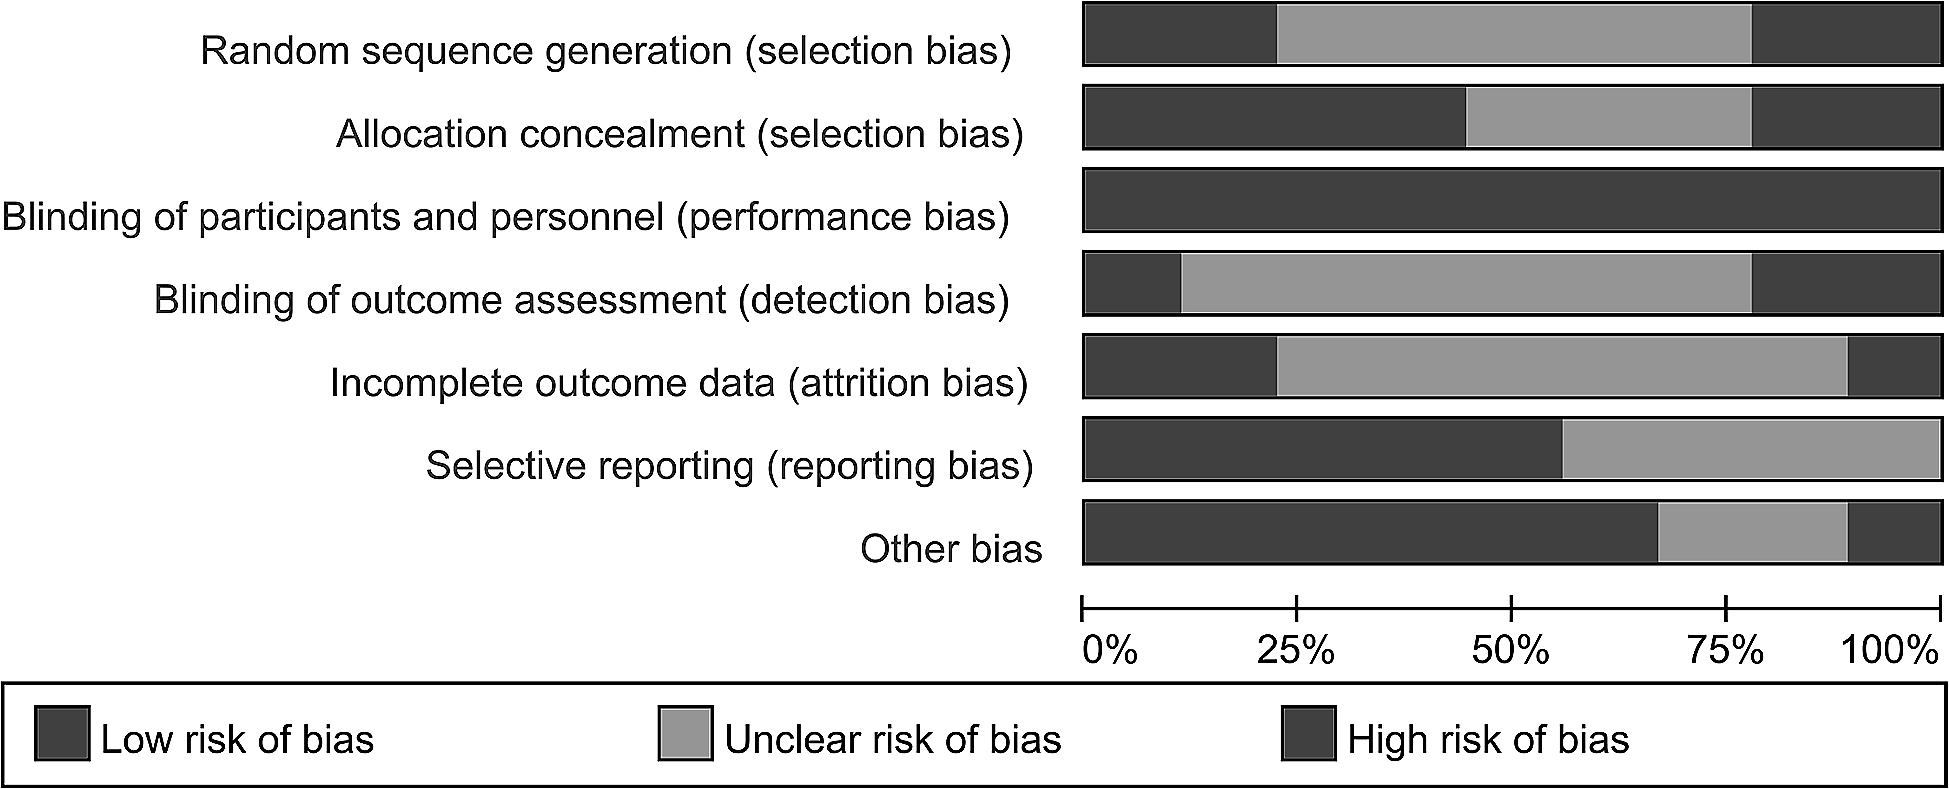 Random sequence generation (selection bias)
Allocation concealment (selection bias)
Blinding of participants and personnel (performance bias)
Blinding of outcome assessment (detection bias)
Incomplete outcome data (attrition bias)
Selective reporting (reporting bias)
Other bias
0% 25% 50% 75% 100%
Low risk of bias Unclear risk of bias High risk of bias